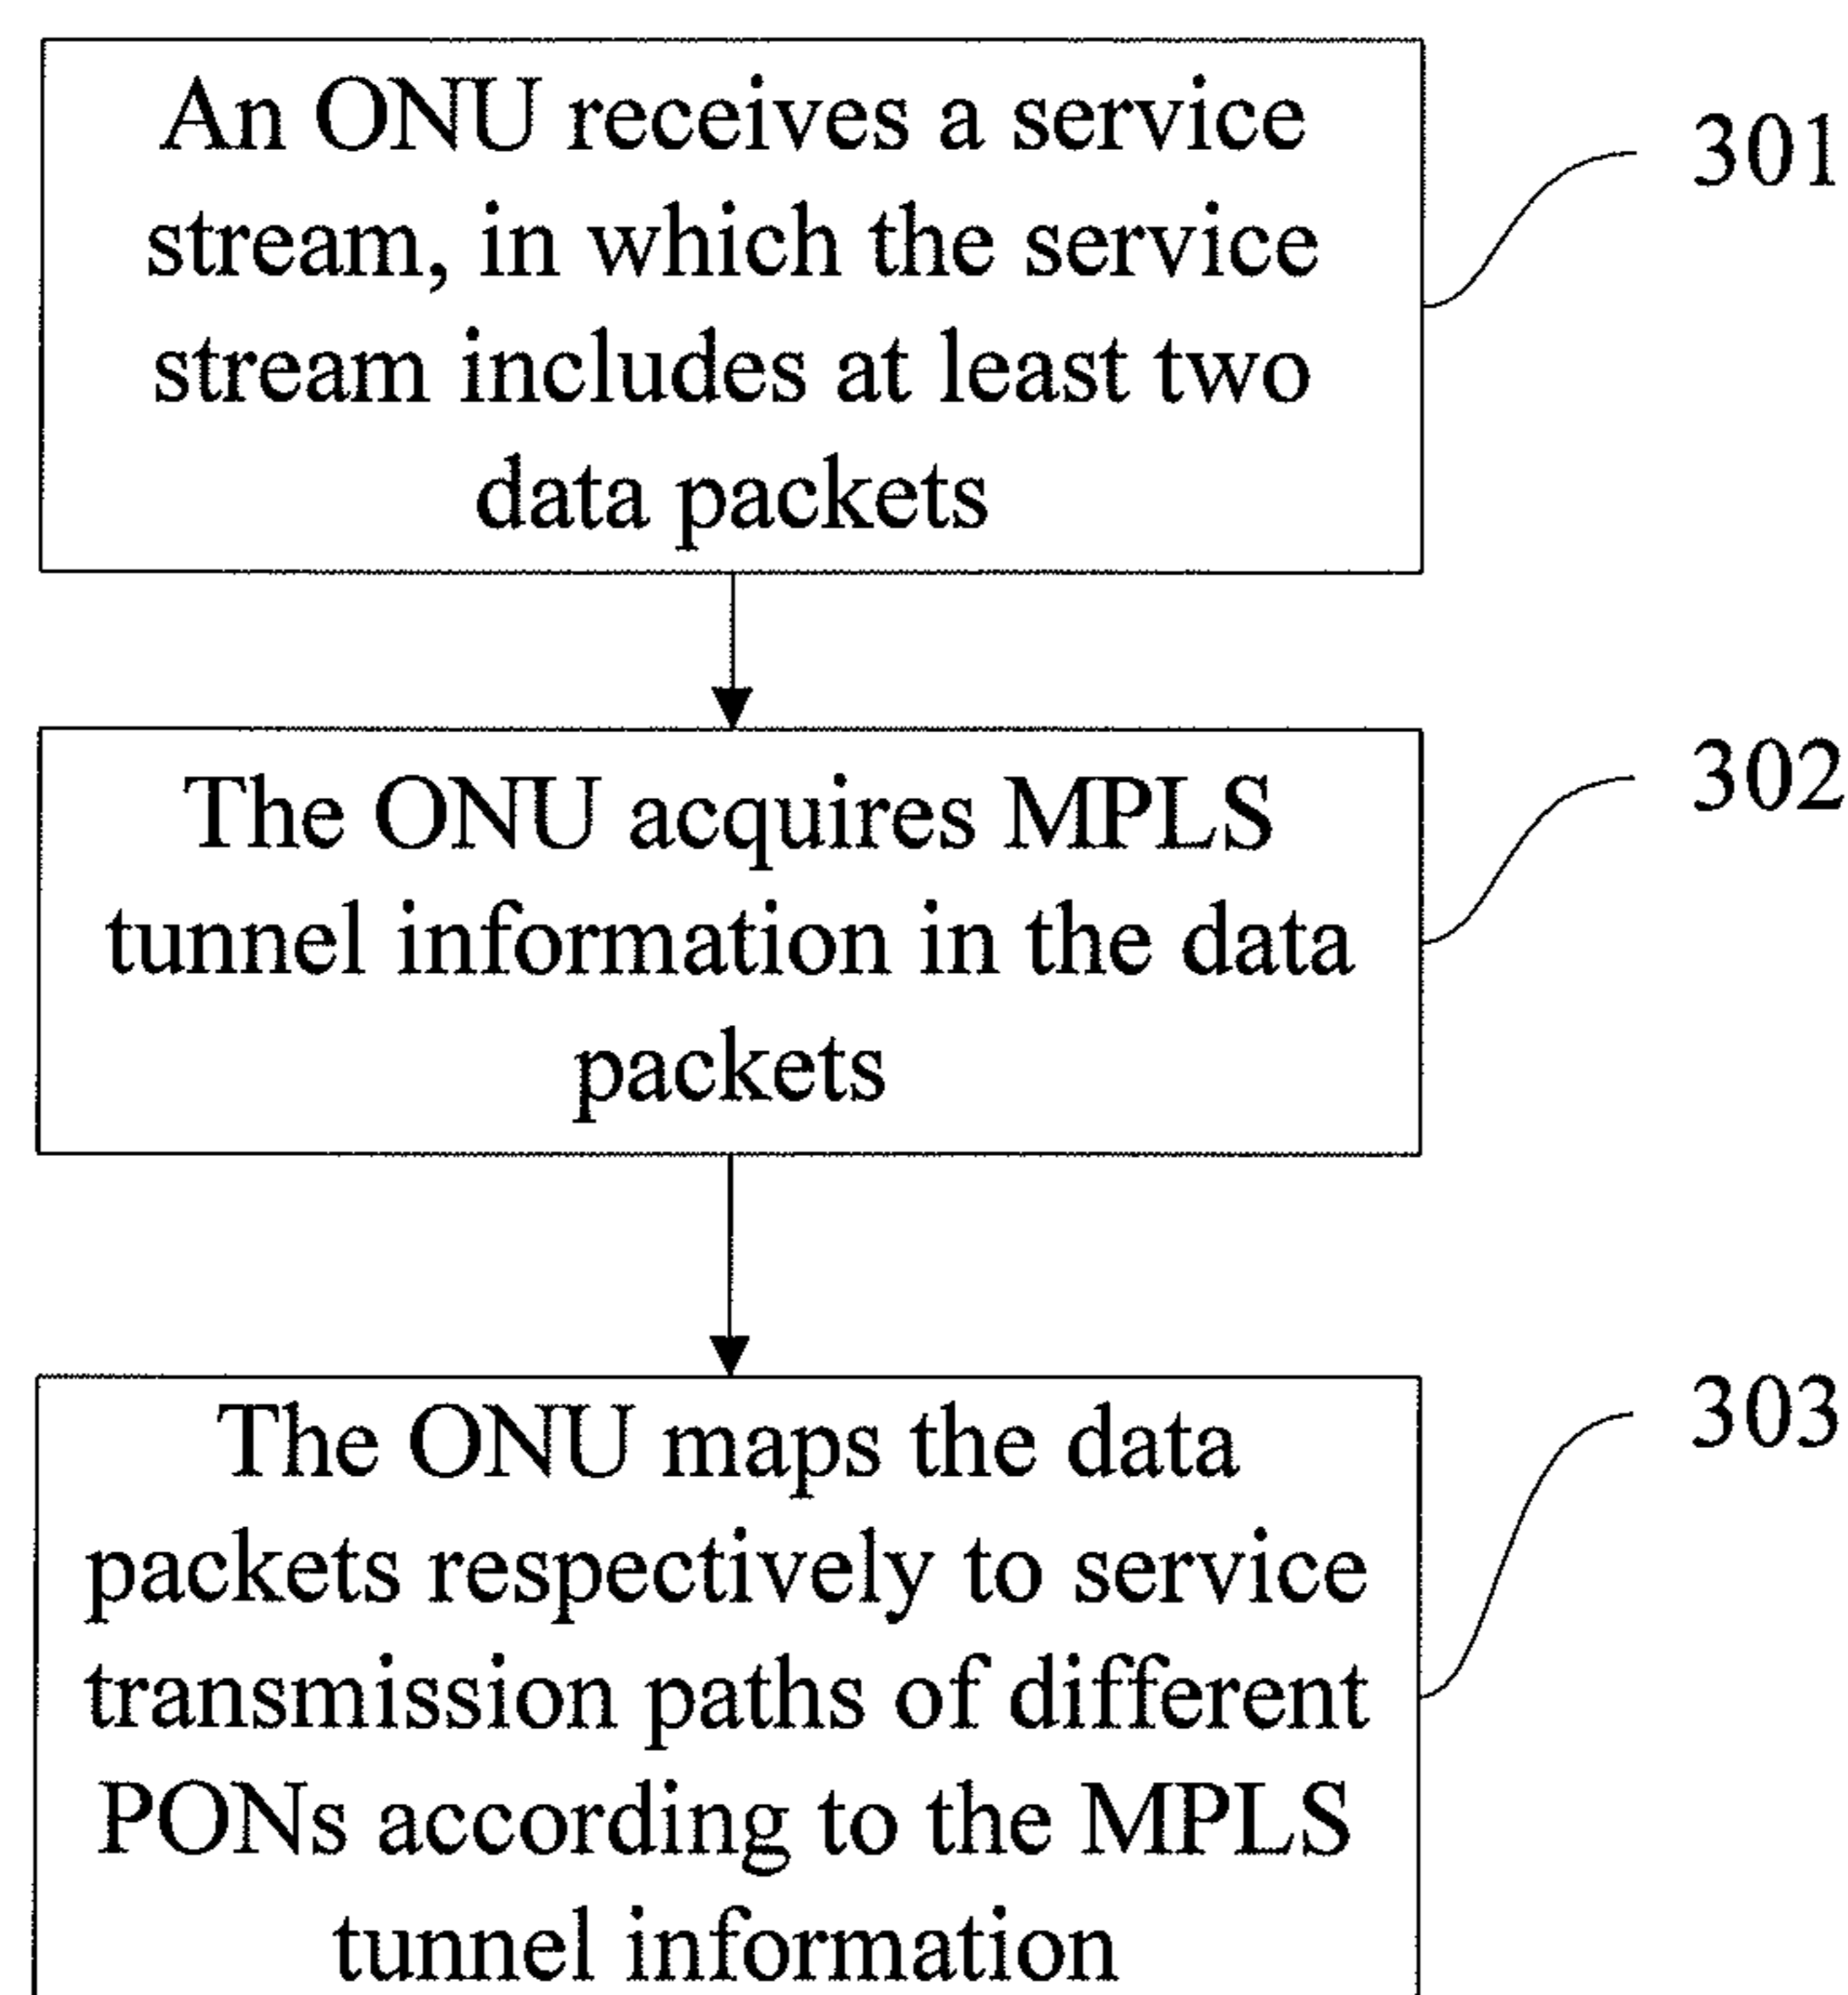 An ONU receives a service
stream, in which the service
stream includes at least two
data packets
301
The ONU acquires MPLS
tunnel information in the data
packets
302
The ONU maps the data
packets respectively to service
transmission paths of different
PONs according to the MPLS
tunnel information
303